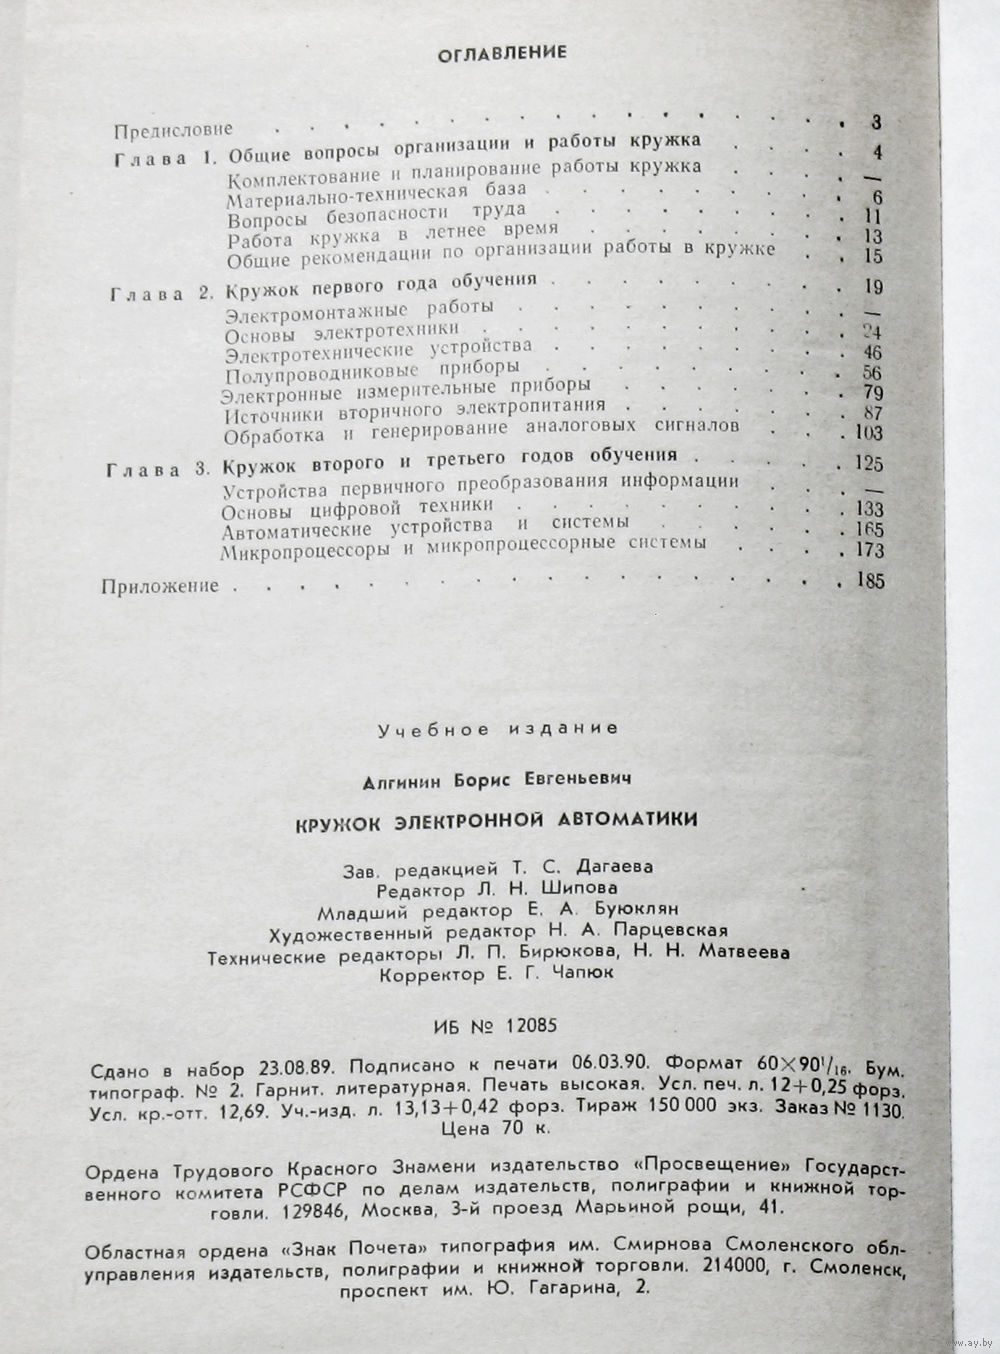 ОГЛАВЛЕНИЕ
Предисловие . . . . . . . . . . . . . . . . . 3
Глава 1. Общие вопросы организации и работы кружка . . . . 4
Комплектование и планирование работы кружка . . . . —
Материально-техническая база . . . . . . . . . 6
Вопросы безопасности труда . . . . . . . . . 11
Работа кружка в летнее время . . . . . . . . 13
Общие рекомендации по организации работы в кружке . . 15
Глава 2. Кружок первого года обучения . . . . . . . . . 19
Электромонтажные работы . . . . . . . . . —
Основы электротехники . . . . . . . . . . 24
Электротехнические устройства . . . . . . . . . 46
Полупроводниковые приборы . . . . . . . . . 56
Электронные измерительные приборы . . . . . . . 79
Источники вторичного электропитания . . . . . . . 87
Обработка и генерирование аналоговых сигналов . . . 103
Глава 3. Кружок второго и третьего годов обучения . . . . . 125
Устройства первичного преобразования информации . . . —
Основы цифровой техники . . . . . . . . . . 133
Автоматические устройства и системы . . . . . . 165
Микропроцессоры и микропроцессорные системы . . . . 173
Приложение . . . . . . . . . . . . . . . . . . 185
Учебное издание
Алгинин Борис Евгеньевич
КРУЖОК ЭЛЕКТРОННОЙ АВТОМАТИКИ
Зав. редакцией Т. С. Дагаева
Редактор Л. Н. Шипова
Младший редактор Е. А. Буюклян
Художественный редактор Н. А. Парцевская
Технические редакторы Л. П. Бирюкова, Н. Н. Матвеева
Корректор Е. Г. Чапюк
ИБ № 12085
Сдано в набор 23.08.89. Подписано к печати 06.03.90. Формат 60×90¹/₁₆. Бум.
типограф. № 2. Гарнит. литературная. Печать высокая. Усл. печ. л. 12+0,25 форз.
Усл. кр.-отт. 12,69. Уч.-изд. л. 13,13+0,42 форз. Тираж 150 000 экз. Заказ № 1130.
Цена 70 к.
Ордена Трудового Красного Знамени издательство «Просвещение» Государст-
венного комитета РСФСР по делам издательств, полиграфии и книжной тор-
говли. 129846, Москва, 3-й проезд Марьиной рощи, 41.
Областная ордена «Знак Почета» типография им. Смирнова Смоленского обл-
управления издательств, полиграфии и книжной торговли. 214000, г. Смоленск,
проспект им. Ю. Гагарина, 2.
www.ay.by